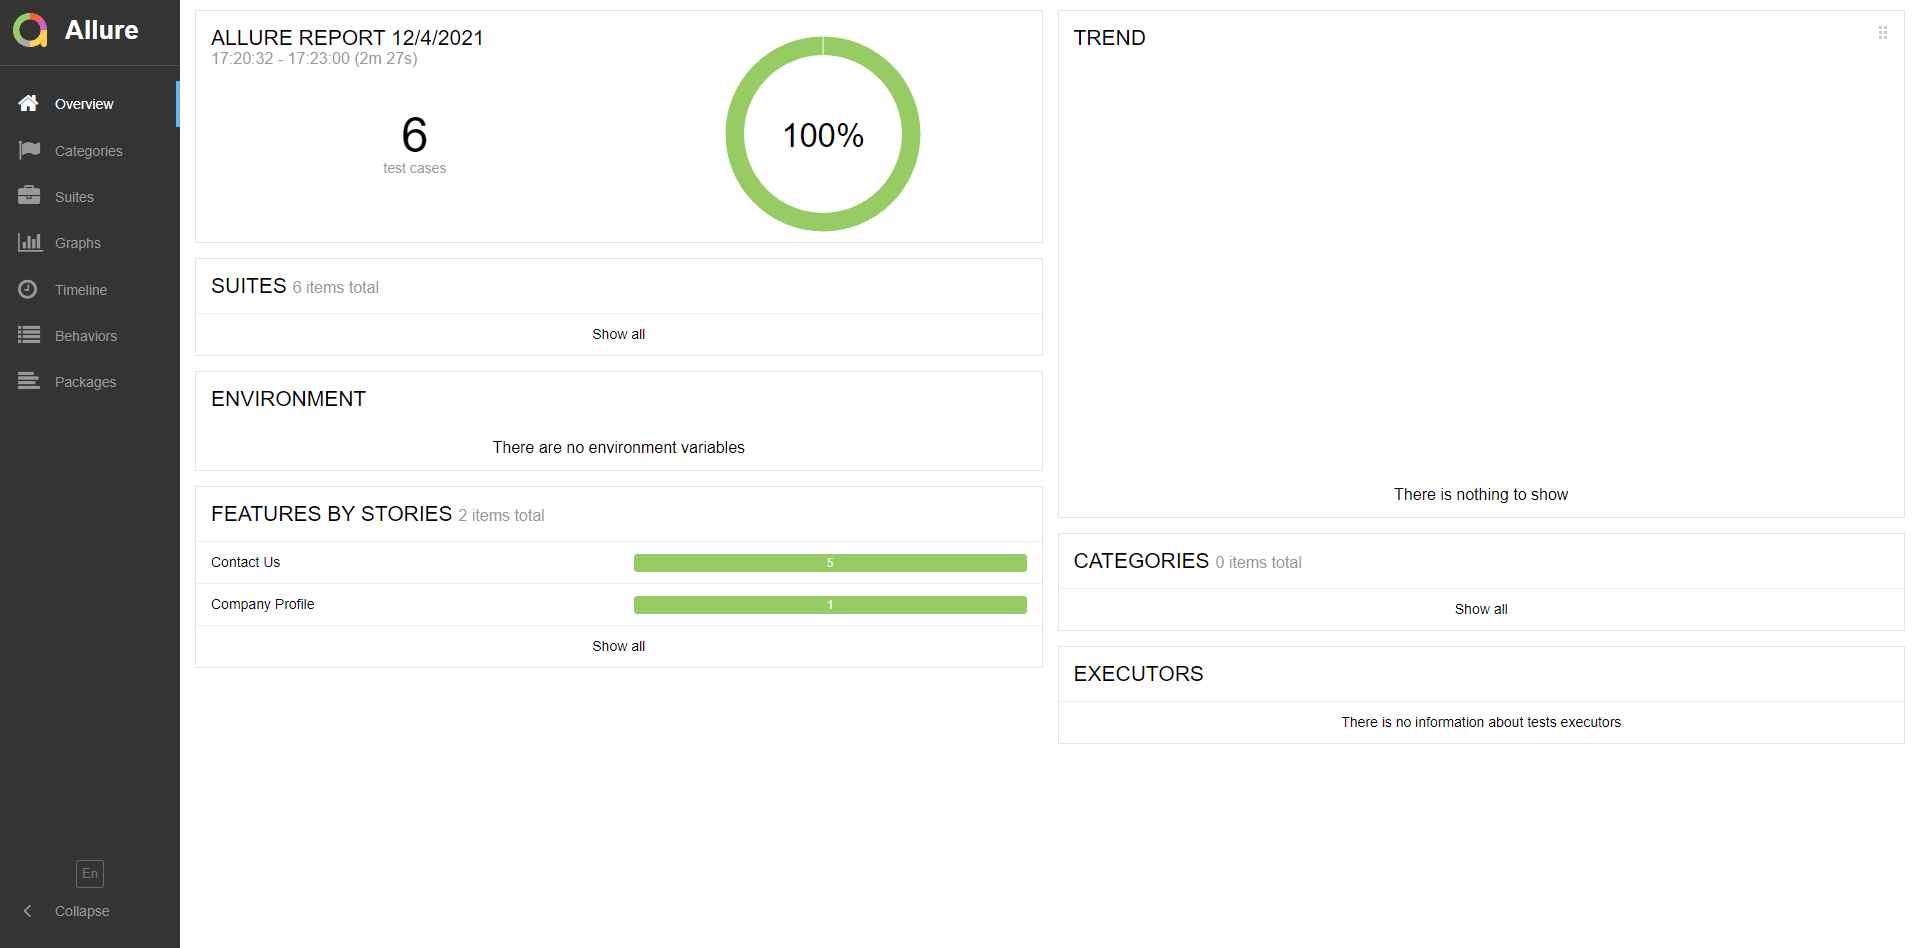 Allure
Overview
Categories
Suites
Graphs
Timeline
Behaviors
Packages
En
Collapse
ALLURE REPORT 12/4/2021
17:20:32 - 17:23:00 (2m 27s)
6
test cases
100%
SUITES 6 items total
Show all
ENVIRONMENT
There are no environment variables
FEATURES BY STORIES 2 items total
Contact Us 5
Company Profile 1
Show all
TREND
There is nothing to show
CATEGORIES 0 items total
Show all
EXECUTORS
There is no information about tests executors